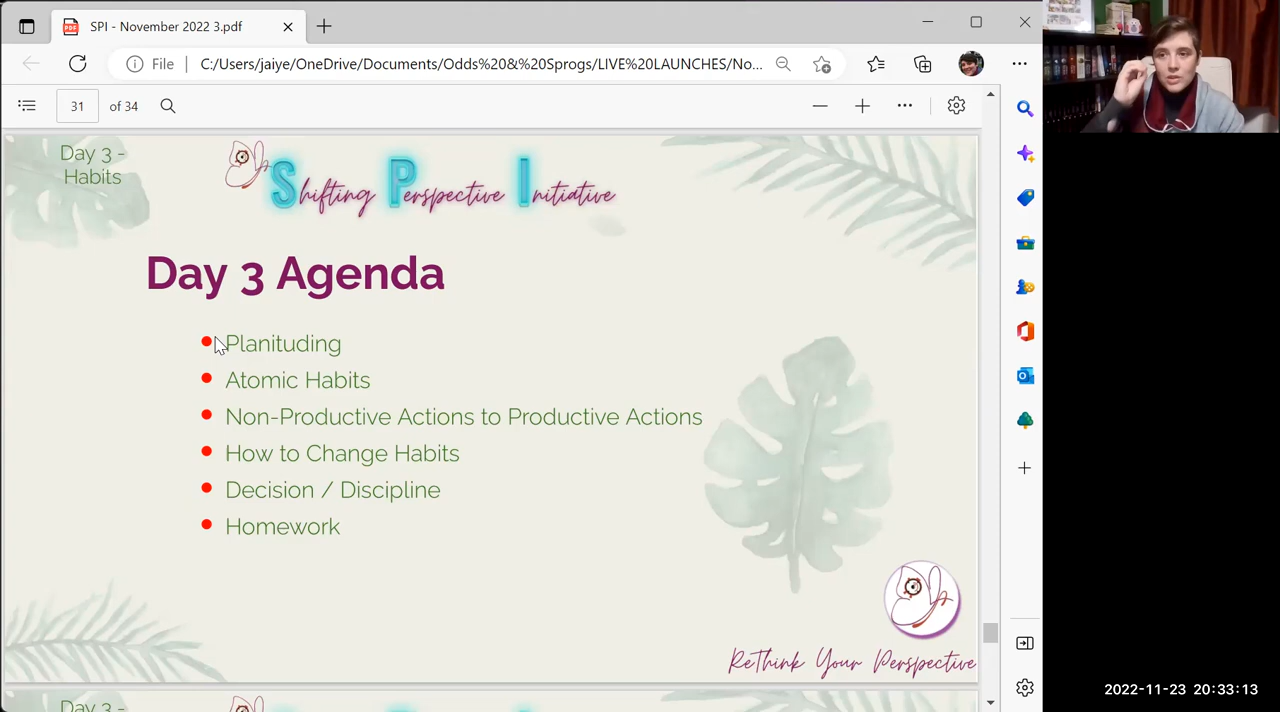 SPI - November 2022 3.pdf
File
C:/Users/jaiye/OneDrive/Documents/Odds%20&%20Sprogs/LIVE%20LAUNCHES/No...
31 of 34
Day 3 -
Habits
Shifting Perspective Initiative
Day 3 Agenda
Planituding
Atomic Habits
Non-Productive Actions to Productive Actions
How to Change Habits
Decision / Discipline
Homework
ReThink Your Perspective
Day 3 -
2022-11-23 20:33:13